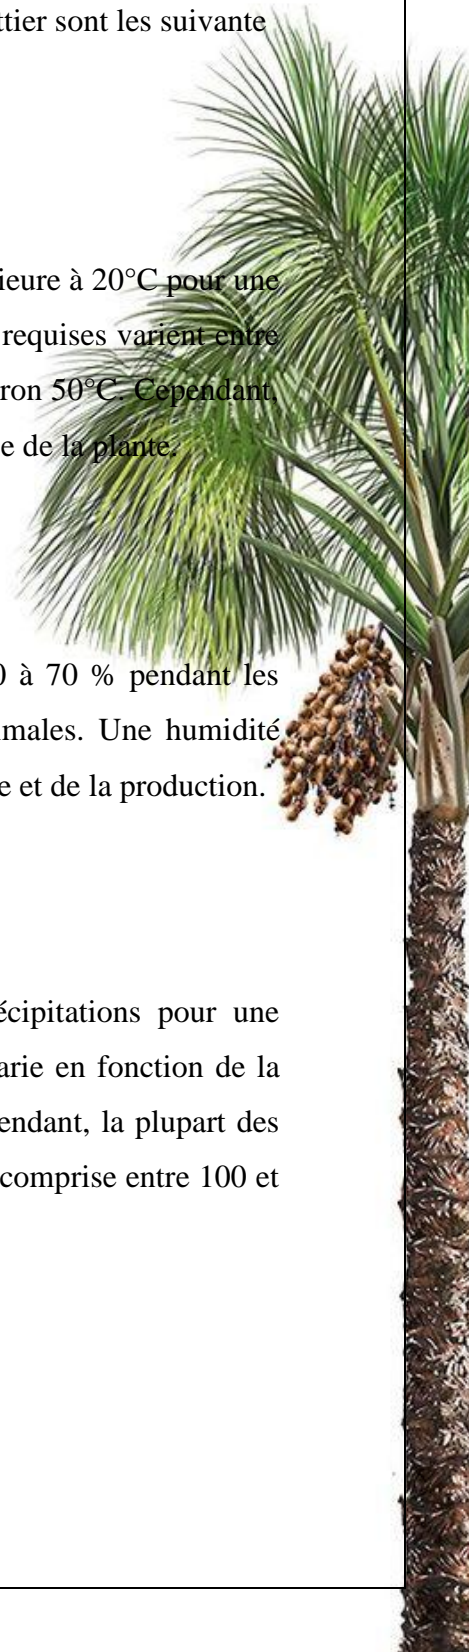 ttier sont les suivante
ieure à 20°C pour une
requises varient entre
ron 50°C. Cependant,
e de la plante.
0 à 70 % pendant les
males. Une humidité
e et de la production.
écipitations pour une
arie en fonction de la
endant, la plupart des
comprise entre 100 et